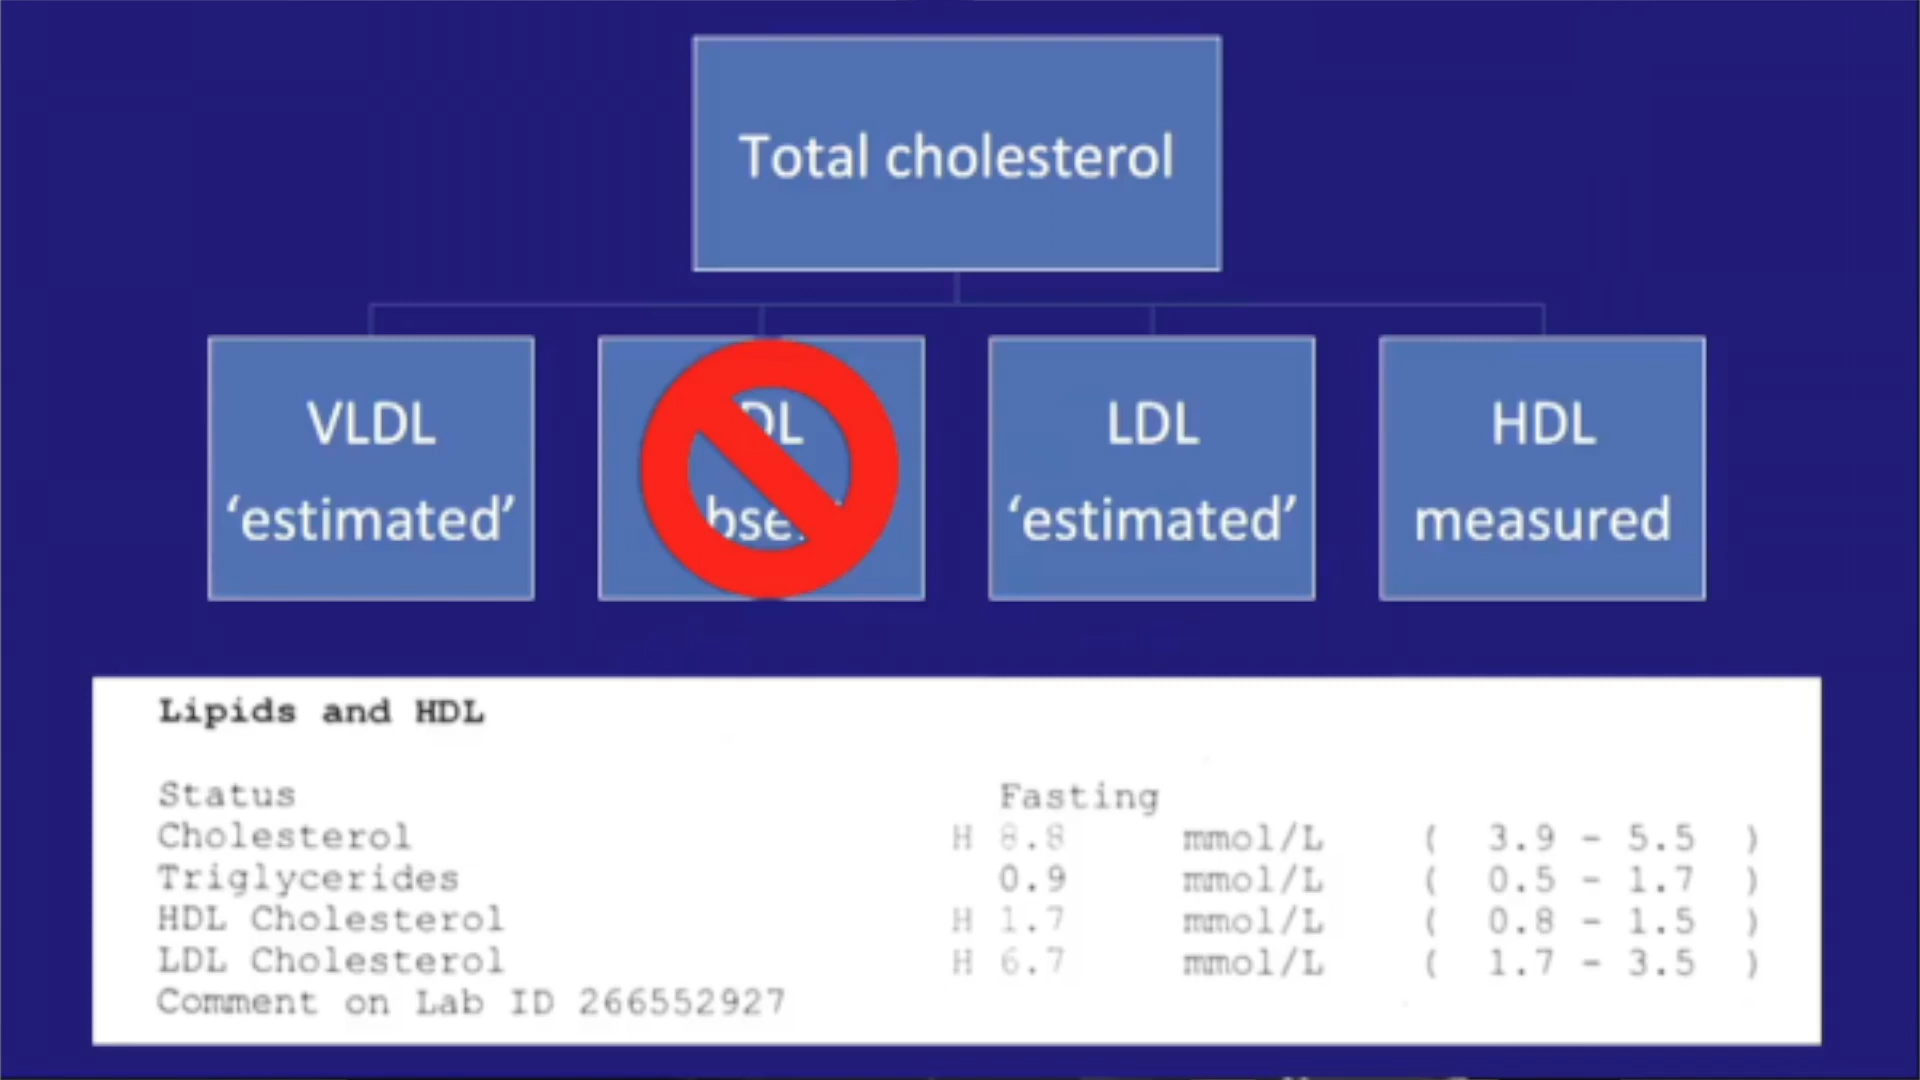 Total cholesterol
VLDL
'estimated'
DL
bse
LDL
'estimated'
HDL
measured
Lipids and HDL
Status Fasting
Cholesterol H 8.8 mmol/L ( 3.9 - 5.5 )
Triglycerides 0.9 mmol/L ( 0.5 - 1.7 )
HDL Cholesterol H 1.7 mmol/L ( 0.8 - 1.5 )
LDL Cholesterol H 6.7 mmol/L ( 1.7 - 3.5 )
Comment on Lab ID 266552927